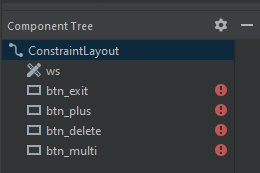 Component Tree
ConstraintLayout
ws
btn_exit
btn_plus
btn_delete
btn_multi